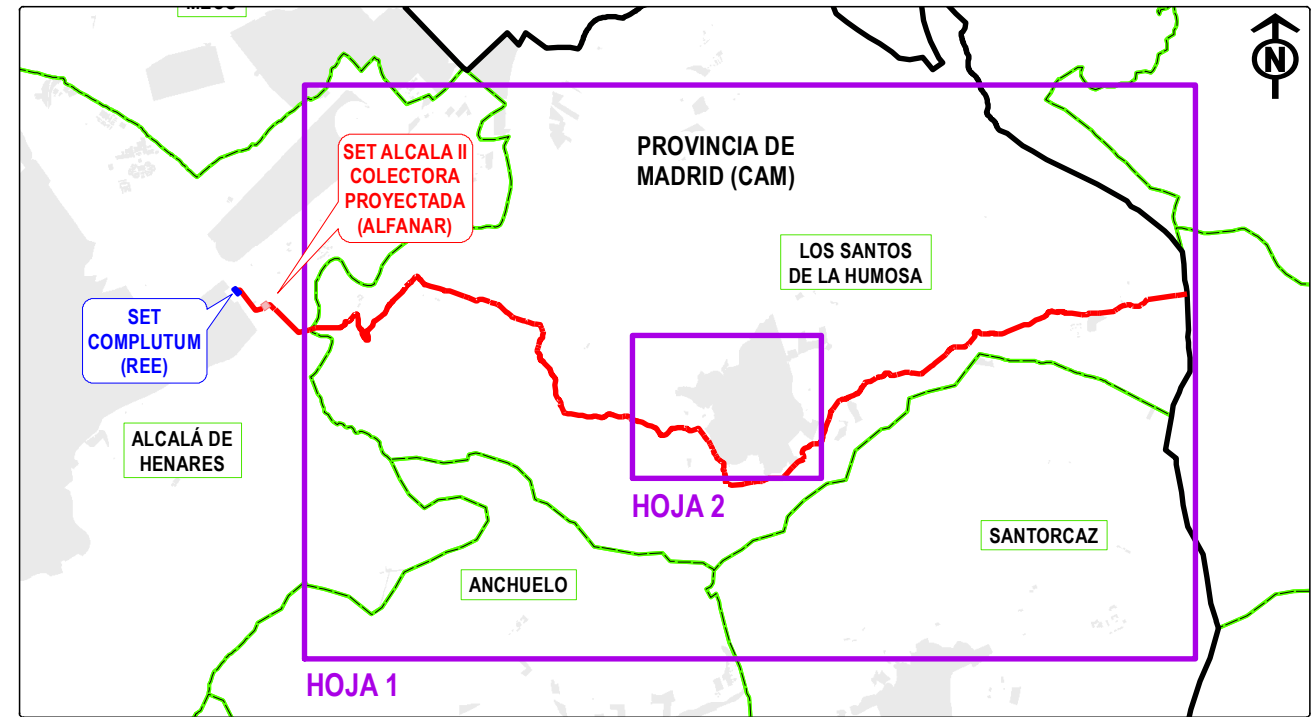 MECO
N
PROVINCIA DE
MADRID (CAM)
SET ALCALA II
COLECTORA
PROYECTADA
(ALFANAR)
LOS SANTOS
DE LA HUMOSA
SET
COMPLUTUM
(REE)
ALCALÁ DE
HENARES
HOJA 2
SANTORCAZ
ANCHUELO
HOJA 1